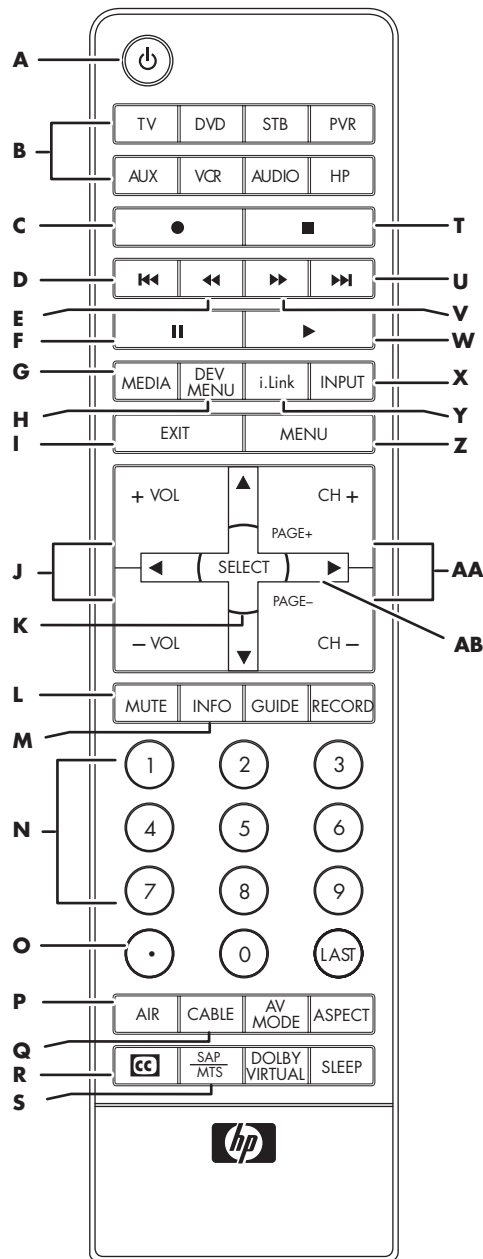 A
TV DVD STB PVR
B
AUX VCR AUDIO HP
C T
D U
E V
F W
G MEDIA DEV MENU i.Link INPUT X
H Y
I EXIT MENU Z
+ VOL CH +
PAGE+
J SELECT AA
K PAGE– AB
– VOL CH –
L MUTE INFO GUIDE RECORD
M
1 2 3
N 4 5 6
7 8 9
O . 0 LAST
P AIR CABLE AV MODE ASPECT
Q
R CC SAP MTS DOLBY VIRTUAL SLEEP
S
hp